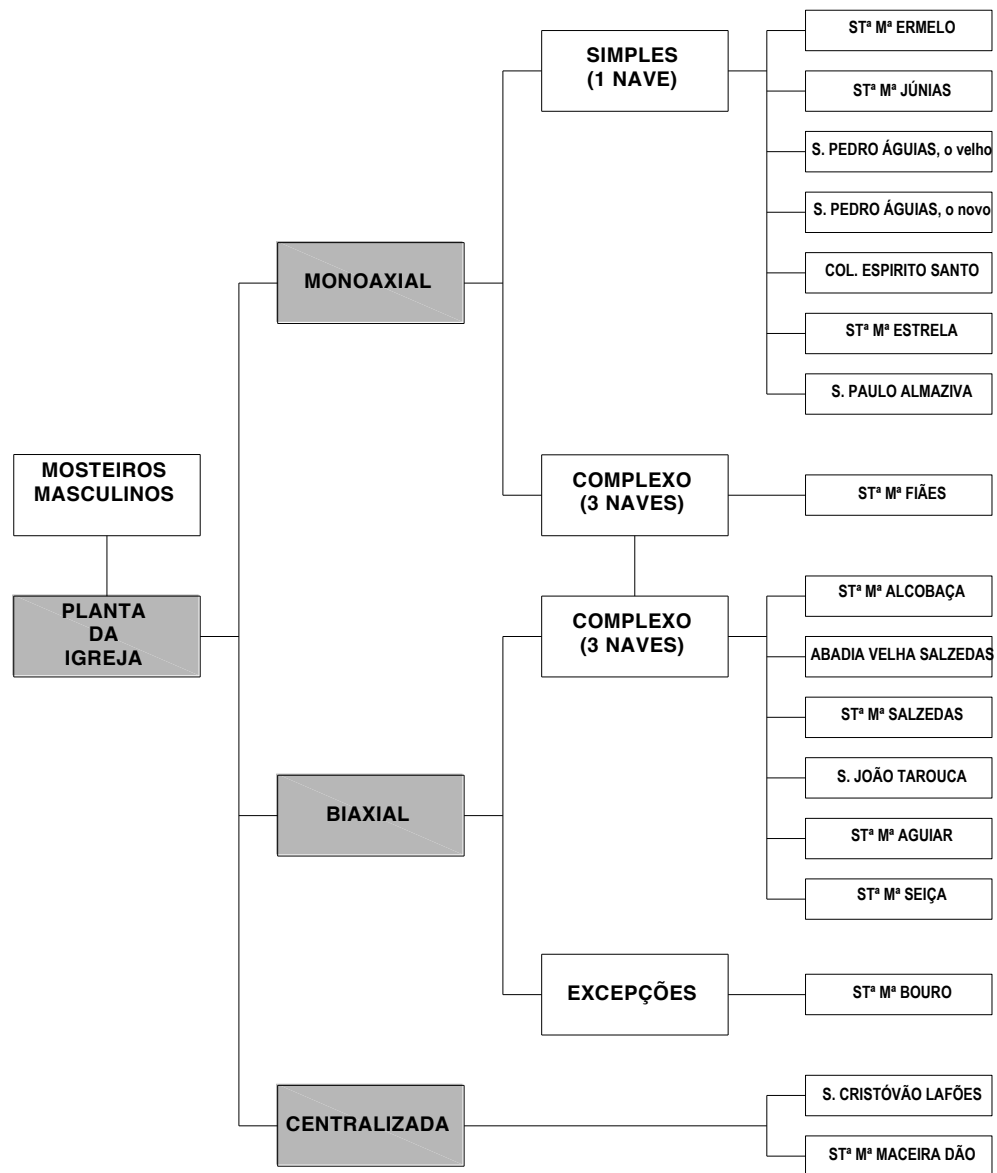 STª Mª ERMELO
SIMPLES
(1 NAVE)
STª Mª JÚNIAS
S. PEDRO ÁGUIAS, o velho
S. PEDRO ÁGUIAS, o novo
COL. ESPIRITO SANTO
STª Mª ESTRELA
S. PAULO ALMAZIVA
MONOAXIAL
MOSTEIROS
MASCULINOS
COMPLEXO
(3 NAVES)
STª Mª FIÃES
PLANTA
DA
IGREJA
COMPLEXO
(3 NAVES)
STª Mª ALCOBAÇA
ABADIA VELHA SALZEDAS
STª Mª SALZEDAS
S. JOÃO TAROUCA
STª Mª AGUIAR
STª Mª SEIÇA
BIAXIAL
EXCEPÇÕES
STª Mª BOURO
CENTRALIZADA
S. CRISTÓVÃO LAFÕES
STª Mª MACEIRA DÃO